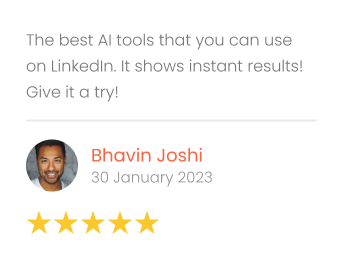 The best AI tools that you can use
on LinkedIn. It shows instant results!
Give it a try!
Bhavin Joshi
30 January 2023